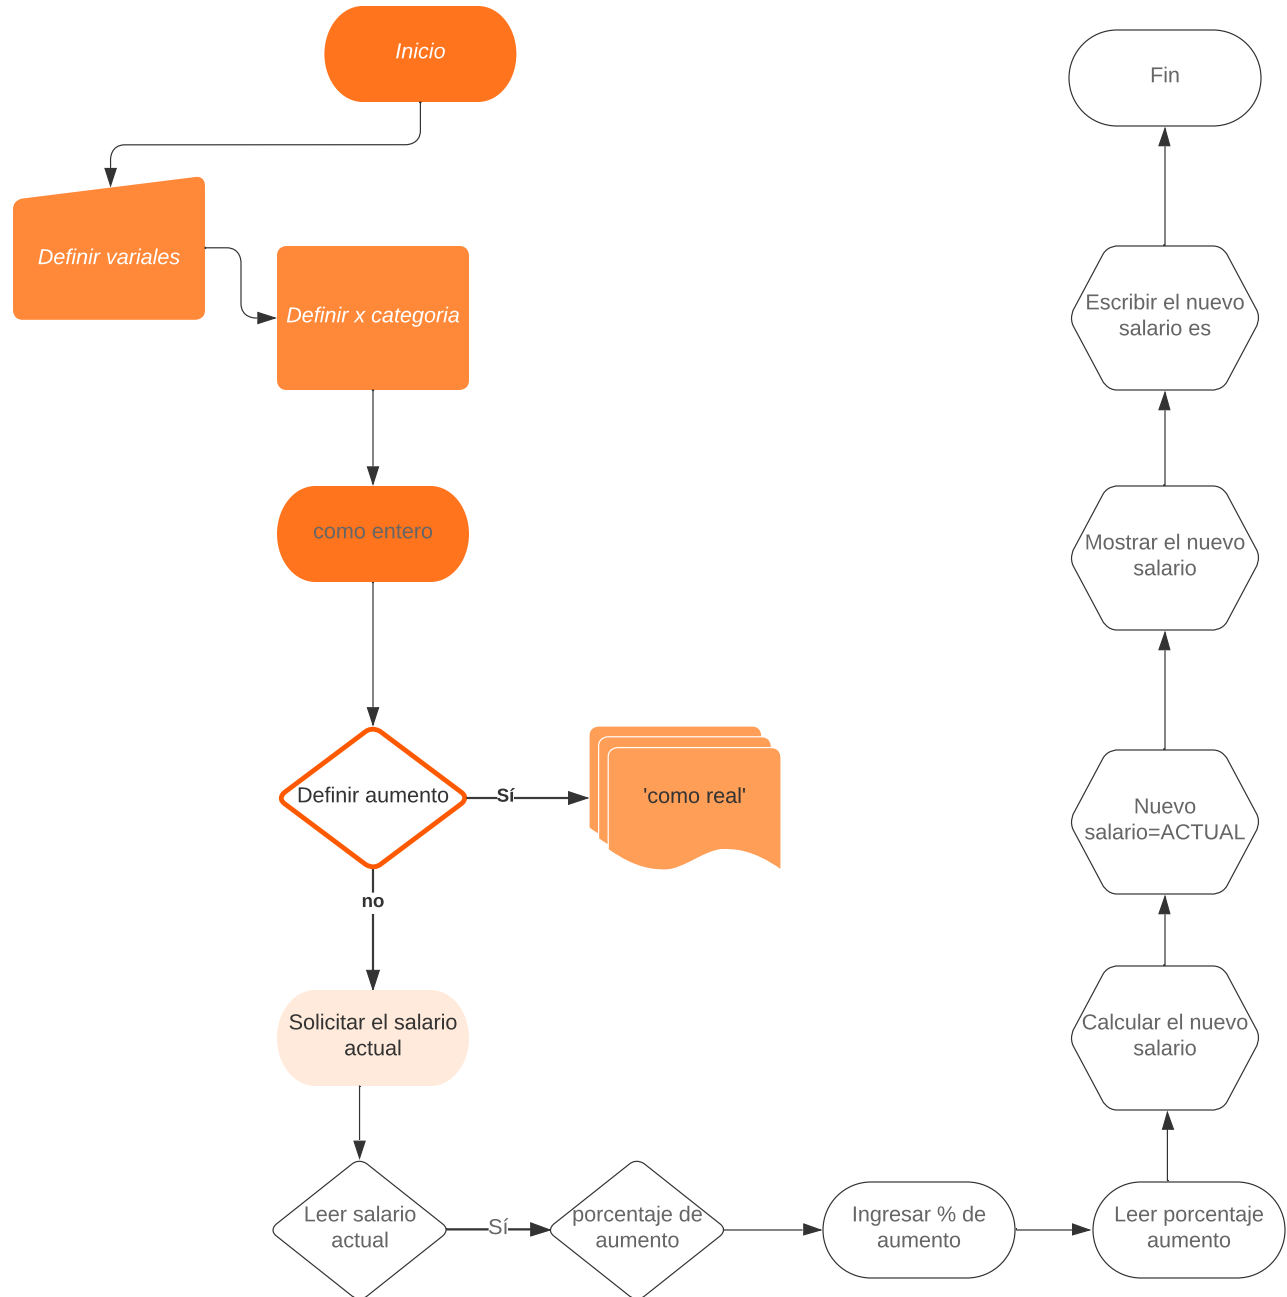 Inicio
Definir variales
Definir x categoria
como entero
Definir aumento
Sí
'como real'
no
Solicitar el salario
actual
Leer salario
actual
Sí
porcentaje de
aumento
Ingresar % de
aumento
Leer porcentaje
aumento
Calcular el nuevo
salario
Nuevo
salario=ACTUAL
Mostrar el nuevo
salario
Escribir el nuevo
salario es
Fin